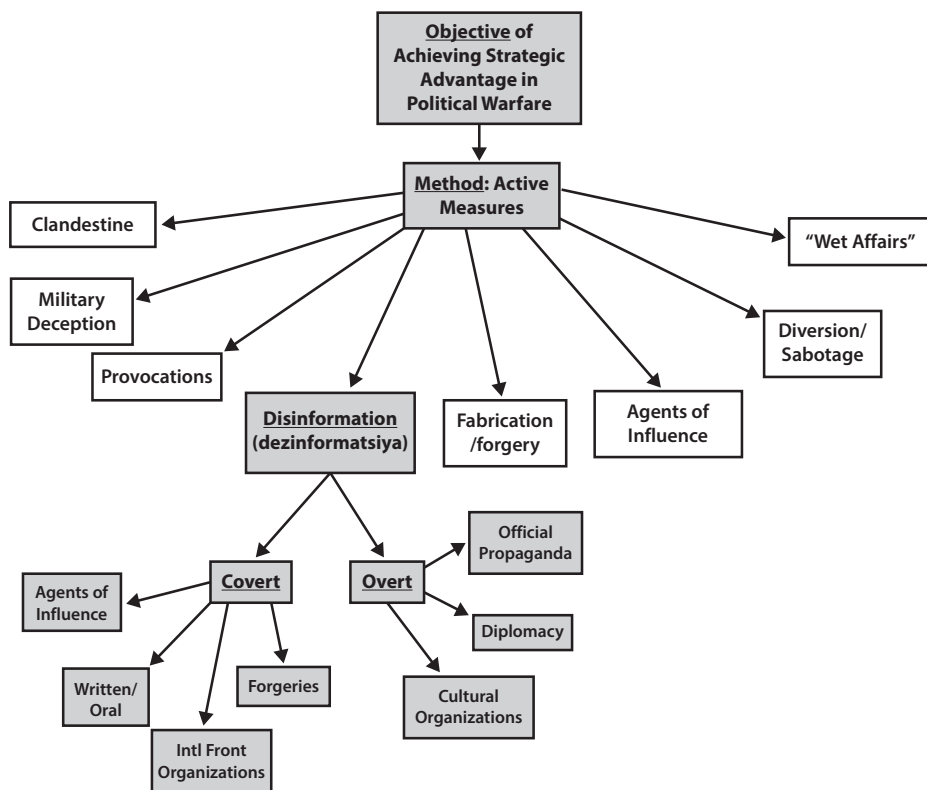 Objective of
Achieving Strategic
Advantage in
Political Warfare
Method: Active
Measures
Clandestine
"Wet Affairs"
Military
Deception
Diversion/
Sabotage
Provocations
Disinformation
(dezinformatsiya)
Fabrication
/forgery
Agents of
Influence
Official
Propaganda
Covert
Overt
Agents of
Influence
Diplomacy
Written/
Oral
Forgeries
Cultural
Organizations
Intl Front
Organizations